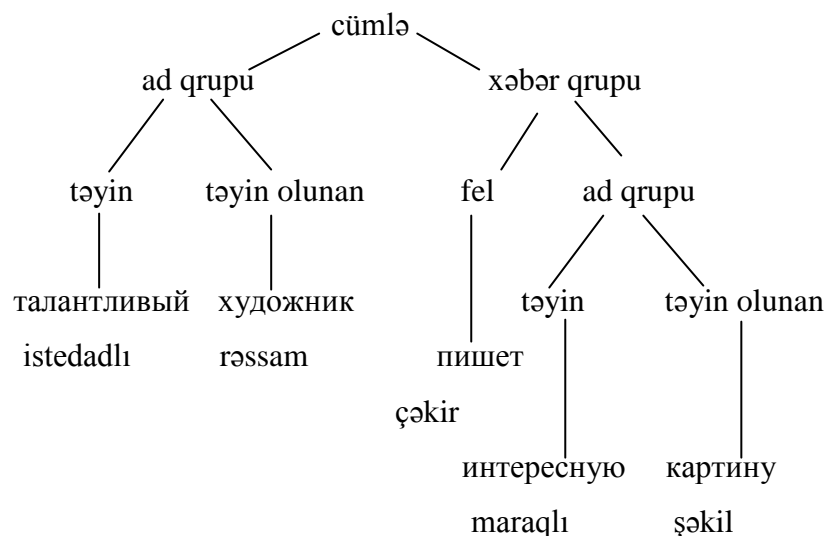 cümlə
ad qrupu xəbər qrupu
təyin təyin olunan fel ad qrupu
талантливый художник təyin təyin olunan
istedadlı rəssam пишет
çəkir
интересную картину
maraqlı şəkil